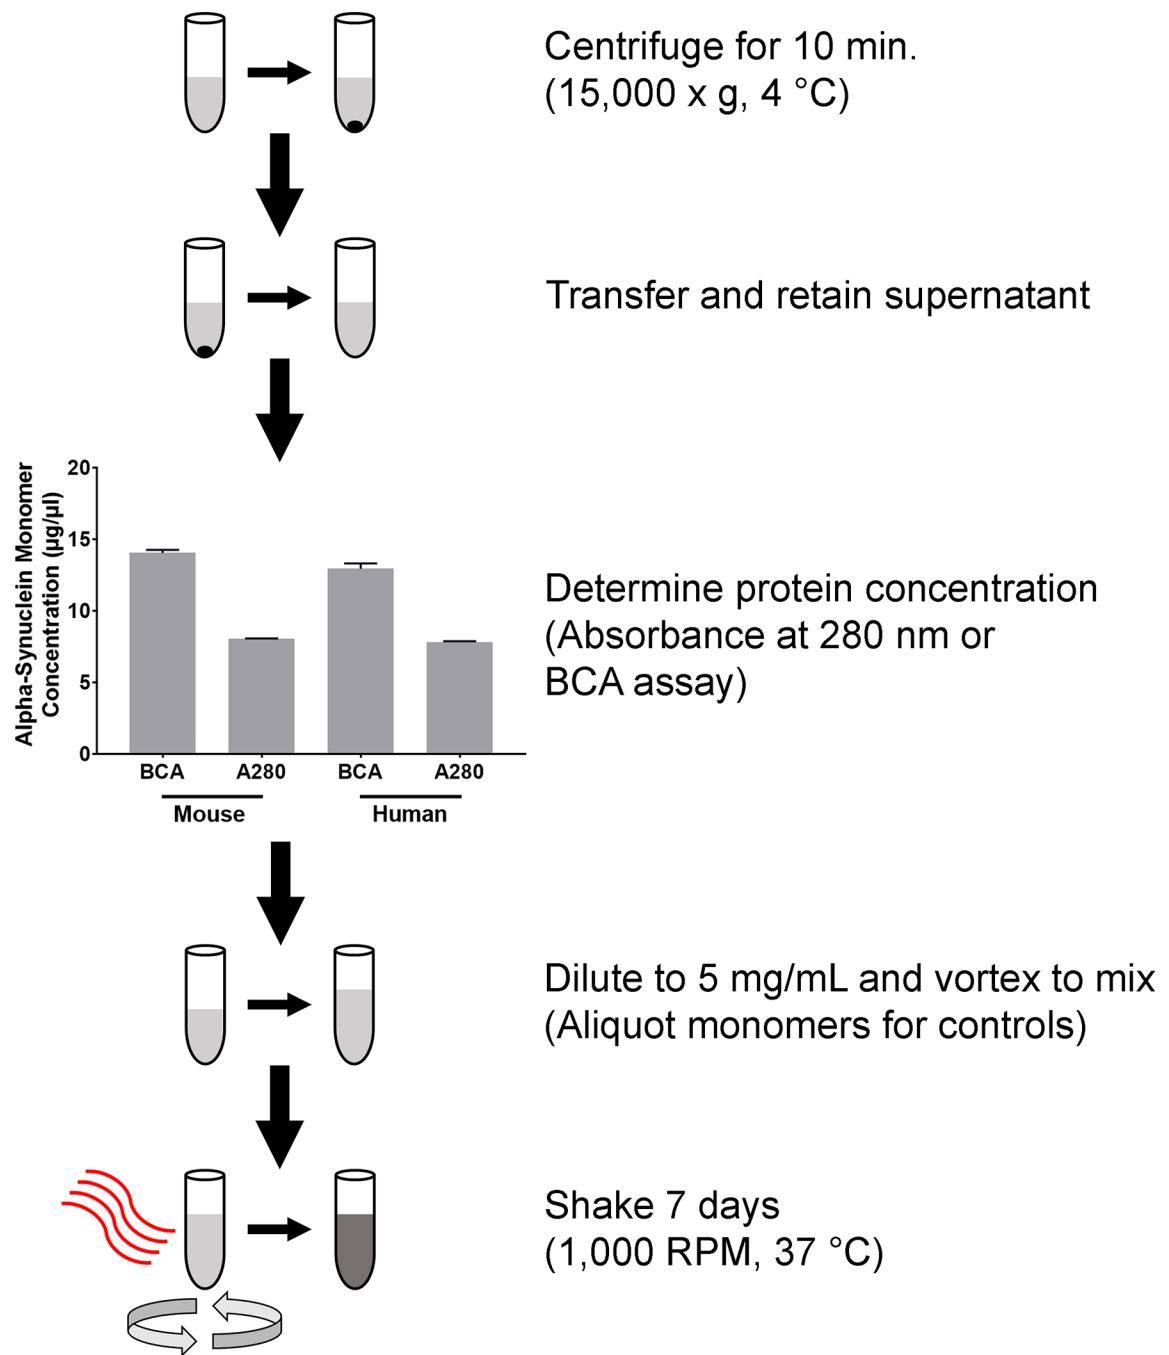 Centrifuge for 10 min.
(15,000 x g, 4 °C)
Transfer and retain supernatant
Alpha-Synuclein Monomer
Concentration (µg/µl)
20
15
10
5
0
BCA A280 BCA A280
Mouse Human
Determine protein concentration
(Absorbance at 280 nm or
BCA assay)
Dilute to 5 mg/mL and vortex to mix
(Aliquot monomers for controls)
Shake 7 days
(1,000 RPM, 37 °C)